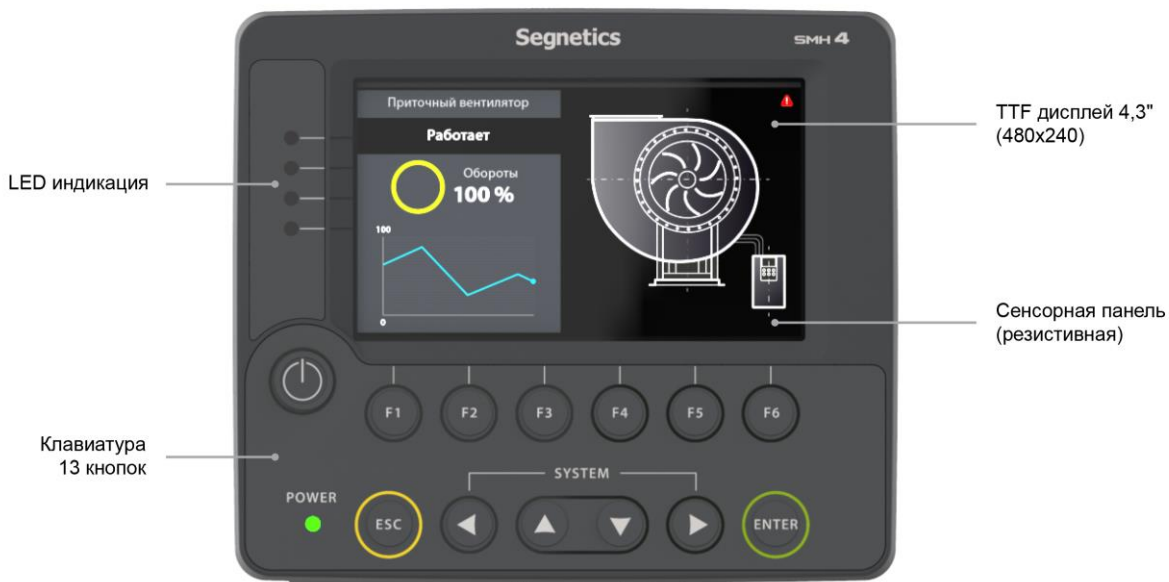 Segnetics
SMH 4
Приточный вентилятор
Работает
Обороты
100 %
100
0
LED индикация
TTF дисплей 4,3"
(480x240)
Сенсорная панель
(резистивная)
Клавиатура
13 кнопок
F1
F2
F3
F4
F5
F6
SYSTEM
POWER
ESC
ENTER